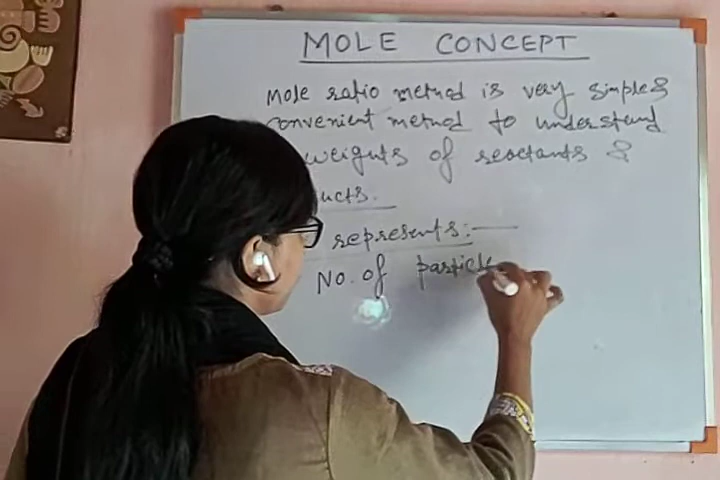 MOLE CONCEPT
Mole ratio method is very simple &
convenient method to understand
weights of reactants &
ucts.
represents:-
No. of particle